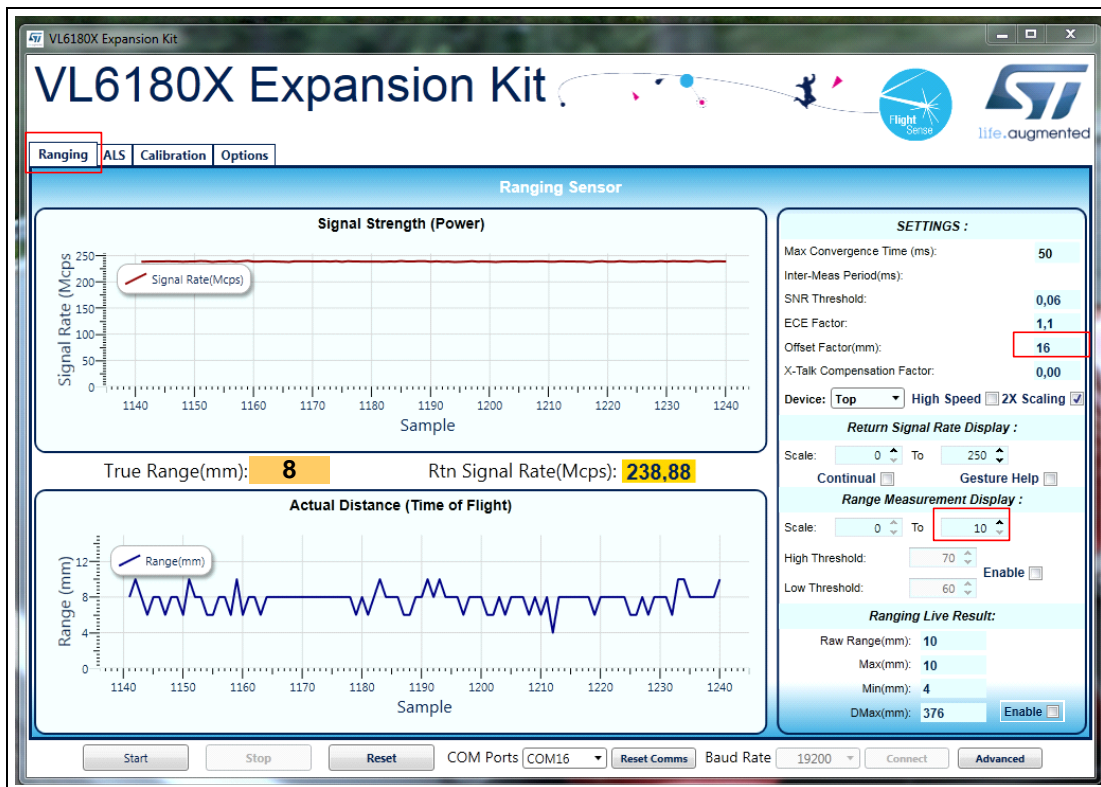 VL6180X Expansion Kit
VL6180X Expansion Kit
Flight
Sense
ST
life.augmented
Ranging ALS Calibration Options
Ranging Sensor
Signal Strength (Power)
Signal Rate (Mcps)
250
200
150
100
50
0
Signal Rate(Mcps)
1140 1150 1160 1170 1180 1190 1200 1210 1220 1230 1240
Sample
True Range(mm): 8 Rtn Signal Rate(Mcps): 238,88
Actual Distance (Time of Flight)
Range (mm)
12
8
4
0
Range(mm)
1140 1150 1160 1170 1180 1190 1200 1210 1220 1230 1240
Sample
SETTINGS :
Max Convergence Time (ms): 50
Inter-Meas Period(ms):
SNR Threshold: 0,06
ECE Factor: 1,1
Offset Factor(mm): 16
X-Talk Compensation Factor: 0,00
Device: Top High Speed 2X Scaling
Return Signal Rate Display :
Scale: 0 To 250
Continual Gesture Help
Range Measurement Display :
Scale: 0 To 10
High Threshold: 70
Enable
Low Threshold: 60
Ranging Live Result:
Raw Range(mm): 10
Max(mm): 10
Min(mm): 4
DMax(mm): 376 Enable
Start Stop Reset COM Ports COM16 Reset Comms Baud Rate 19200 Connect Advanced